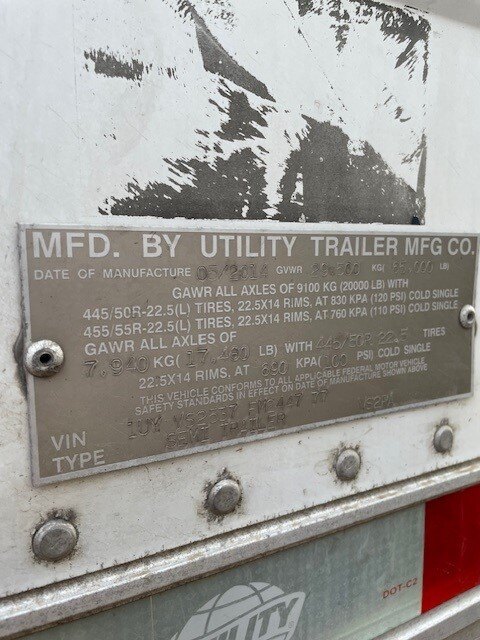 MFD. BY UTILITY TRAILER MFG CO.
DATE OF MANUFACTURE 05/2014 GVWR KG( 65,000 LB)
GAWR ALL AXLES OF 9100 KG (20000 LB) WITH
445/50R-22.5(L) TIRES, 22.5X14 RIMS, AT 830 KPA (120 PSI) COLD SINGLE
455/55R-22.5(L) TIRES, 22.5X14 RIMS, AT 760 KPA (110 PSI) COLD SINGLE
GAWR ALL AXLES OF
7,940 KG( 17,460 LB) WITH 445/50R 22.5 TIRES
22.5X14 RIMS, AT 690 KPA(100 PSI) COLD SINGLE
THIS VEHICLE CONFORMS TO ALL APPLICABLE FEDERAL MOTOR VEHICLE
SAFETY STANDARDS IN EFFECT ON DATE OF MANUFACTURE SHOWN ABOVE
VIN 1UY
TYPE SEMI TRAILER
DOT-C2
UTILITY